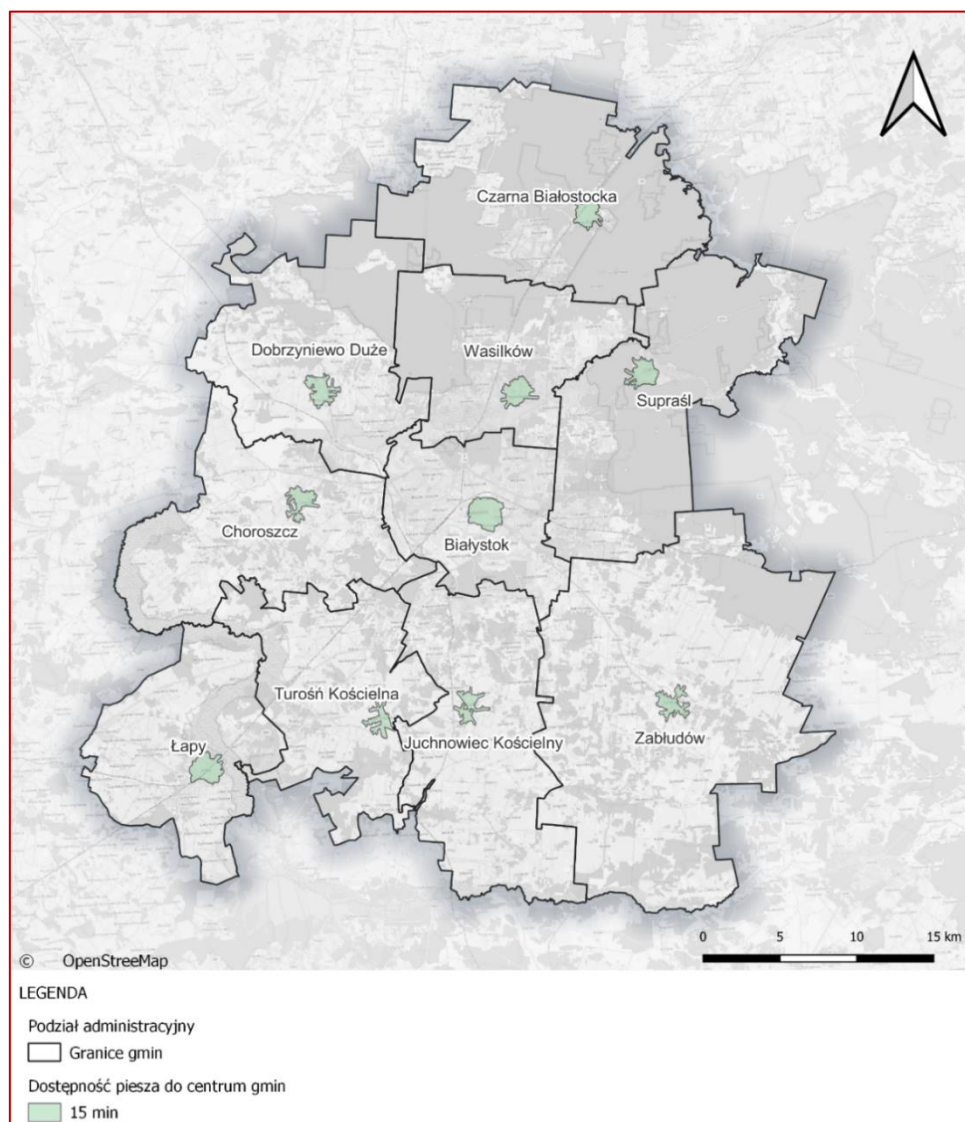 Czarna Białostocka
Dobrzyniewo Duże
Wasilków
Supraśl
Choroszcz
Białystok
Turośń Kościelna
Łapy
Juchnowiec Kościelny
Zabłudów
0 5 10 15 km
© OpenStreeMap
LEGENDA
Podział administracyjny
Granice gmin
Dostępność piesza do centrum gmin
15 min